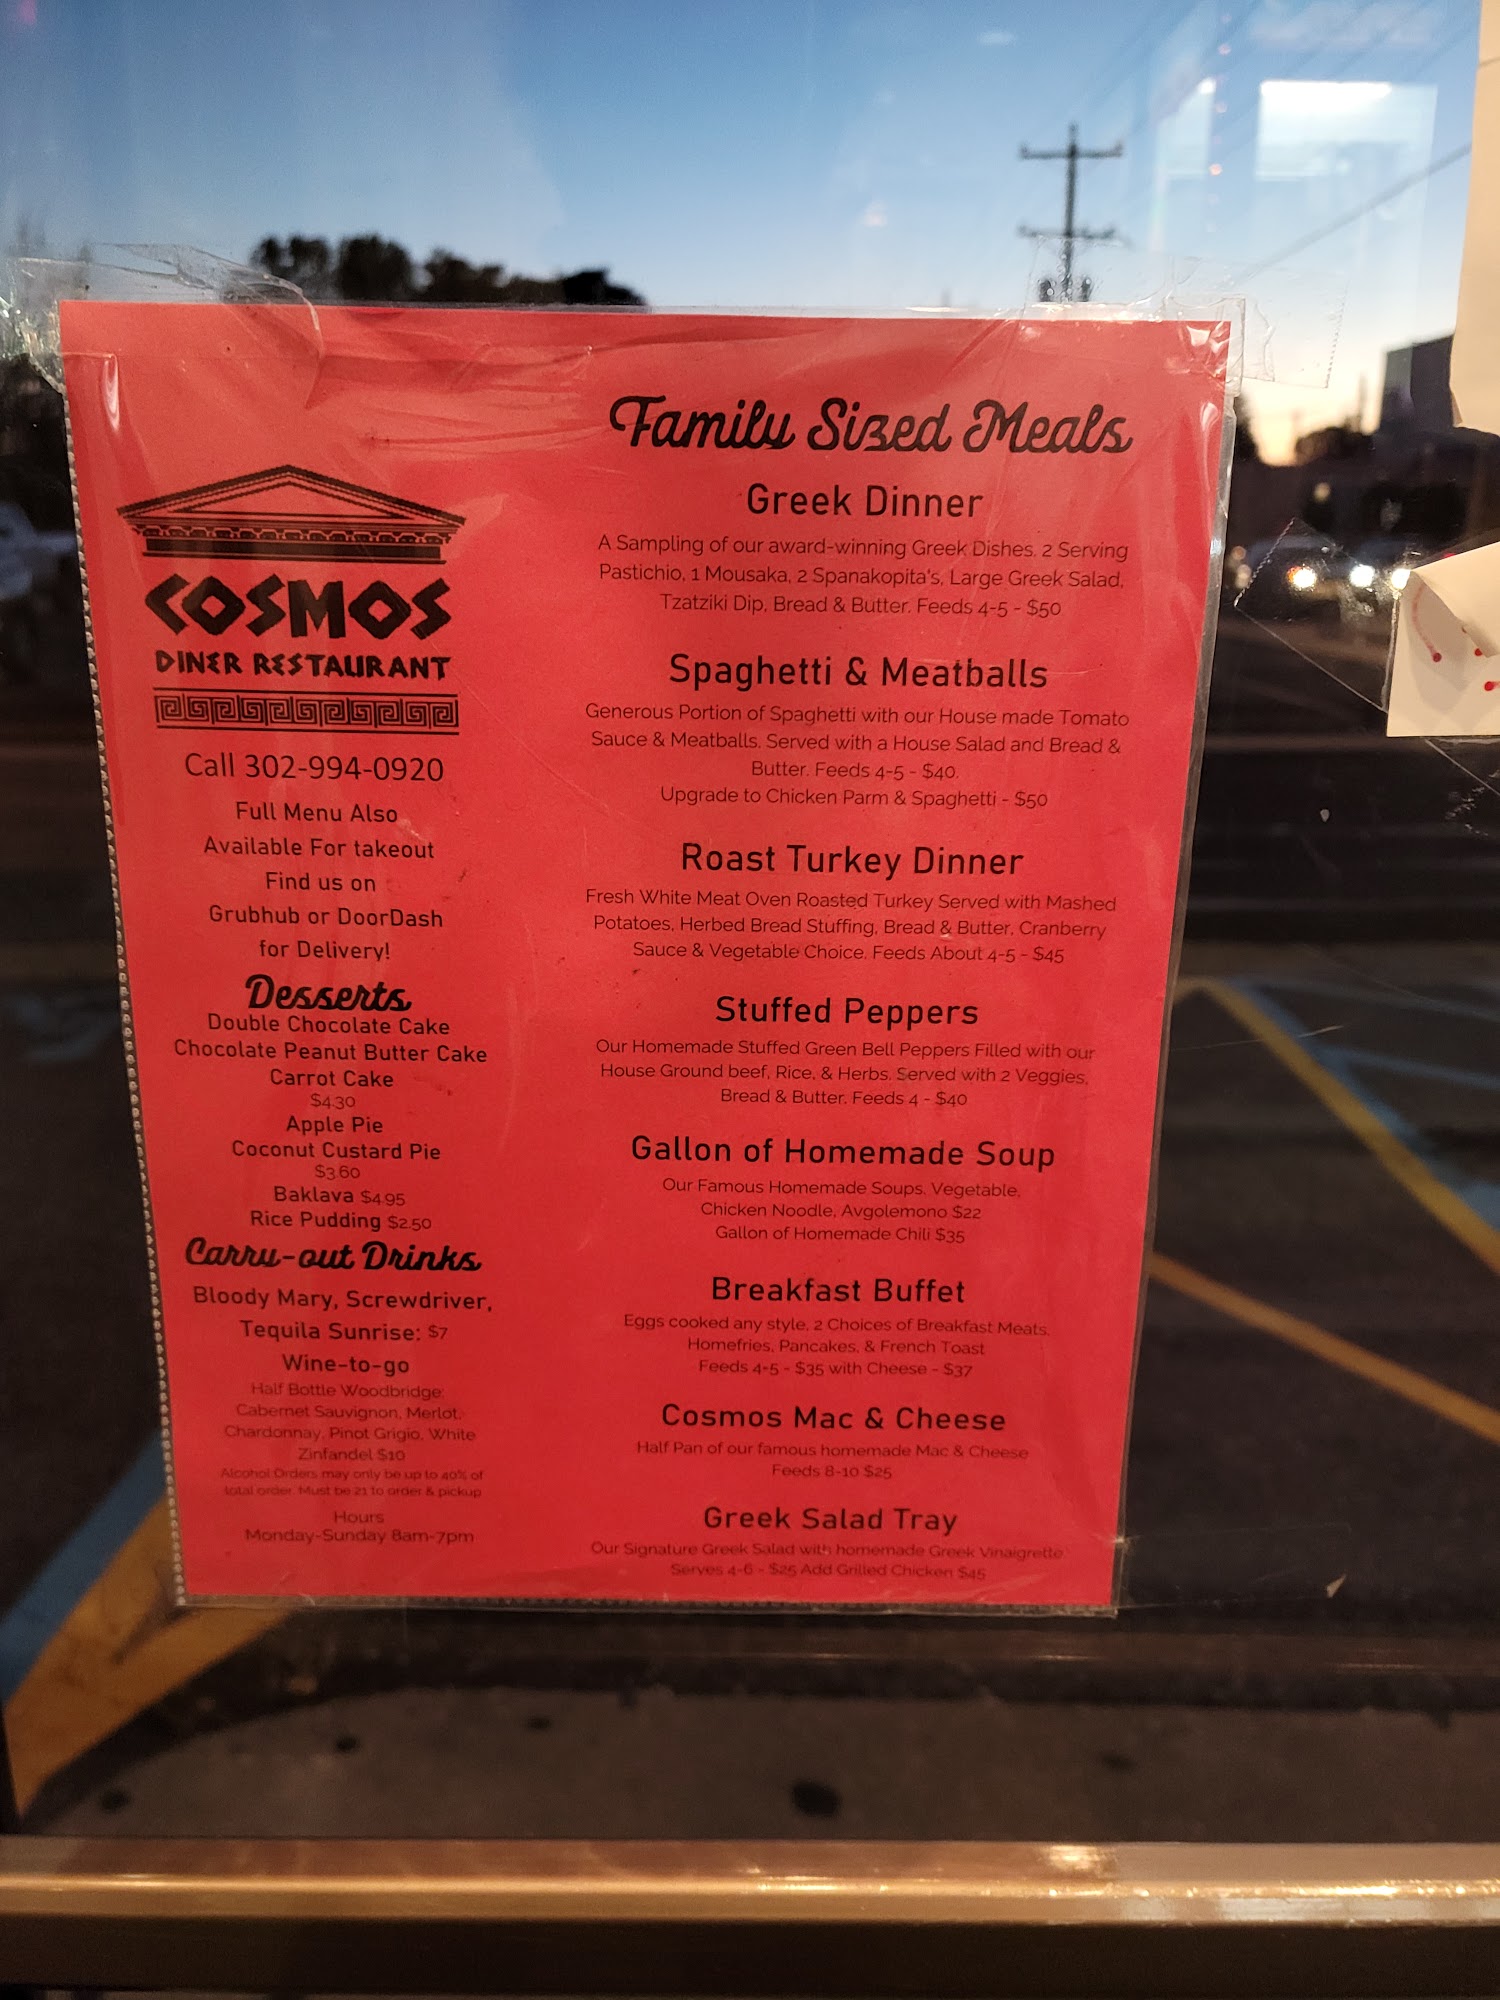 COSMOS
DINER RESTAURANT
Call 302-994-0920
Full Menu Also
Available For takeout
Find us on
Grubhub or DoorDash
for Delivery!
Desserts
Double Chocolate Cake
Chocolate Peanut Butter Cake
Carrot Cake
$4.30
Apple Pie
Coconut Custard Pie
$3.60
Baklava $4.95
Rice Pudding $2.50
Carry-out Drinks
Bloody Mary, Screwdriver,
Tequila Sunrise: $7
Wine-to-go
Half Bottle Woodbridge:
Cabernet Sauvignon, Merlot,
Chardonnay, Pinot Grigio, White
Zinfandel $10
Alcohol Orders may only be up to 40% of
total order. Must be 21 to order & pickup
Hours
Monday-Sunday 8am-7pm
Family Sized Meals
Greek Dinner
A Sampling of our award-winning Greek Dishes. 2 Serving
Pastichio, 1 Mousaka, 2 Spanakopita's, Large Greek Salad,
Tzatziki Dip, Bread & Butter. Feeds 4-5 - $50
Spaghetti & Meatballs
Generous Portion of Spaghetti with our House made Tomato
Sauce & Meatballs. Served with a House Salad and Bread &
Butter. Feeds 4-5 - $40.
Upgrade to Chicken Parm & Spaghetti - $50
Roast Turkey Dinner
Fresh White Meat Oven Roasted Turkey Served with Mashed
Potatoes, Herbed Bread Stuffing, Bread & Butter, Cranberry
Sauce & Vegetable Choice. Feeds About 4-5 - $45
Stuffed Peppers
Our Homemade Stuffed Green Bell Peppers Filled with our
House Ground beef, Rice, & Herbs. Served with 2 Veggies,
Bread & Butter. Feeds 4 - $40
Gallon of Homemade Soup
Our Famous Homemade Soups, Vegetable,
Chicken Noodle, Avgolemono $22
Gallon of Homemade Chili $35
Breakfast Buffet
Eggs cooked any style, 2 Choices of Breakfast Meats,
Homefries, Pancakes, & French Toast
Feeds 4-5 - $35 with Cheese - $37
Cosmos Mac & Cheese
Half Pan of our famous homemade Mac & Cheese
Feeds 8-10 $25
Greek Salad Tray
Our Signature Greek Salad with homemade Greek Vinaigrette
Serves 4-6 - $25 Add Grilled Chicken $45